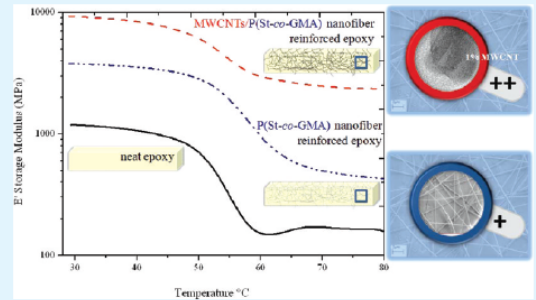 10000
MWCNTs/P(St-co-GMA) nanofiber
reinforced epoxy
1% MWCNT
++
E' Storage Modulus (MPa)
1000
P(St-co-GMA) nanofiber
reinforced epoxy
neat epoxy
+
100
30 40 50 60 70 80
Temperature °C